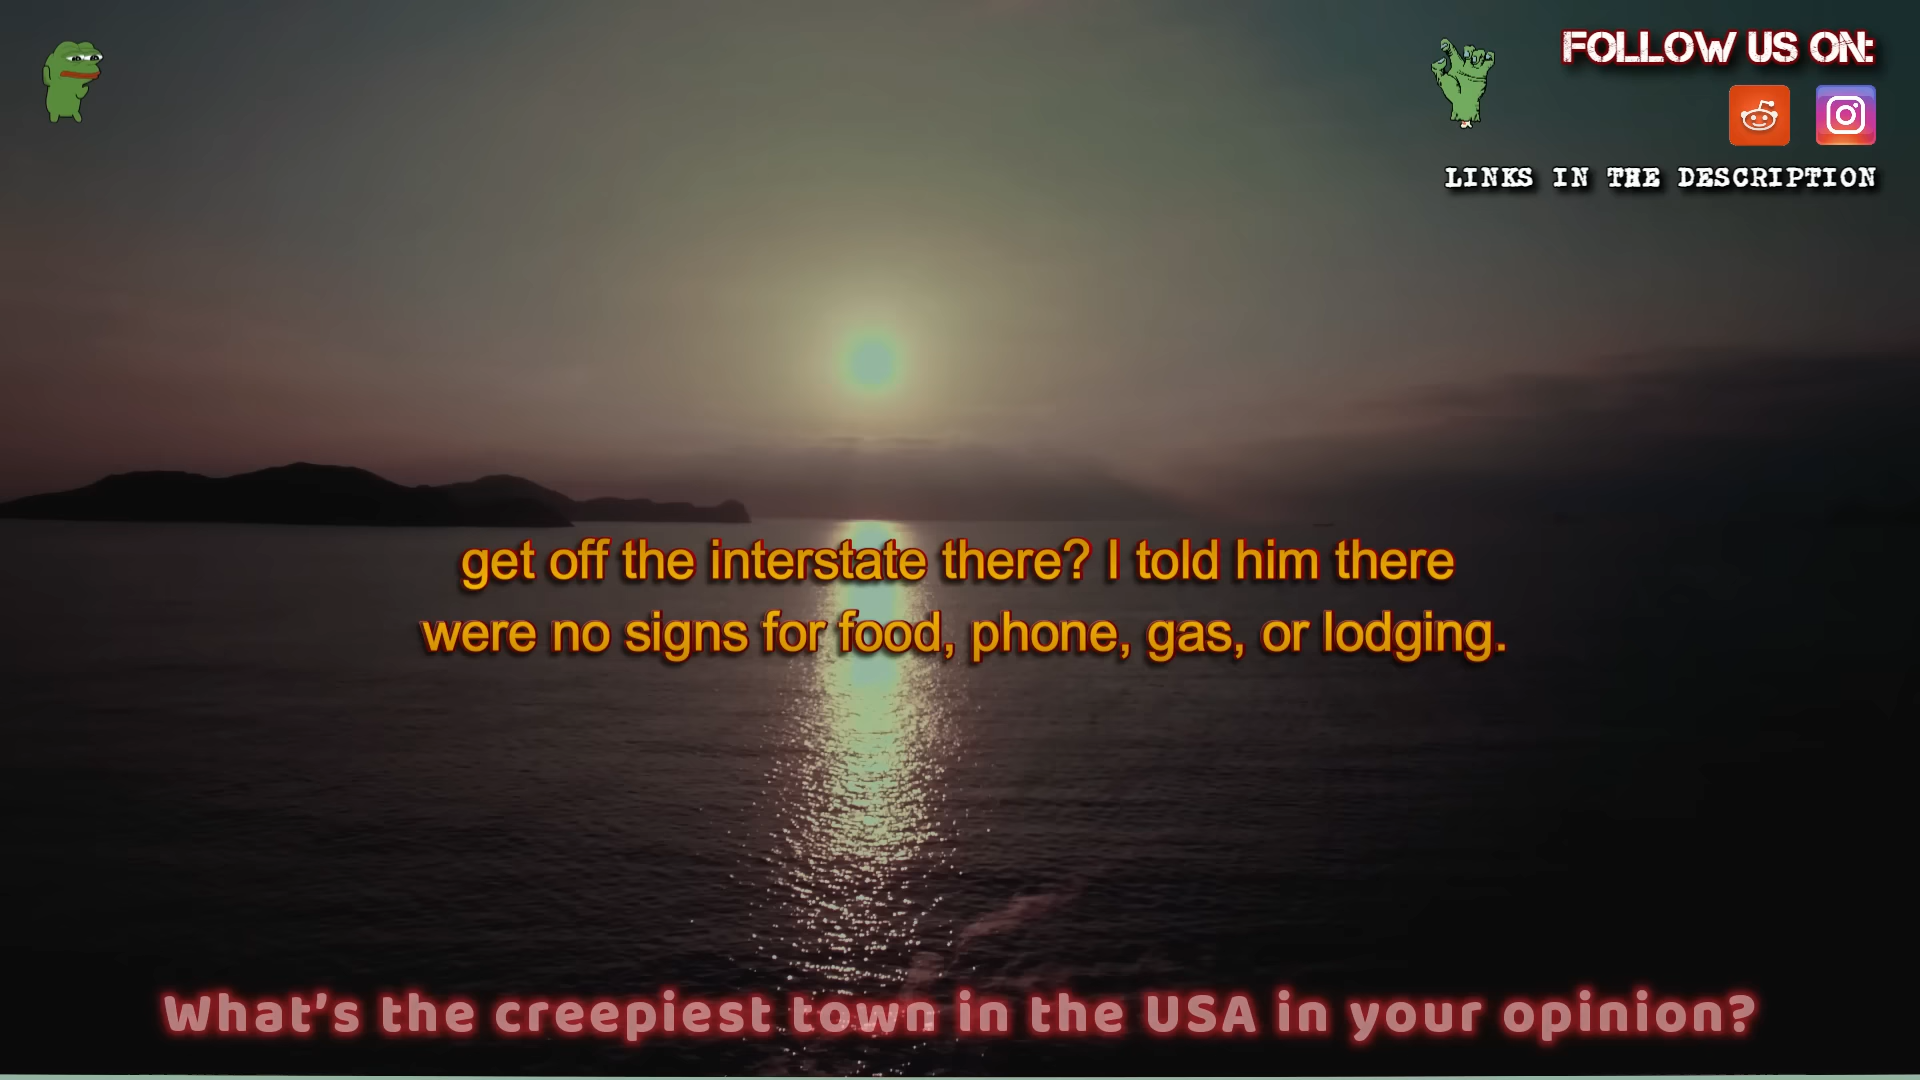 FOLLOW US ON:
LINKS IN THE DESCRIPTION
get off the interstate there? I told him there
were no signs for food, phone, gas, or lodging.
What's the creepiest town in the USA in your opinion?